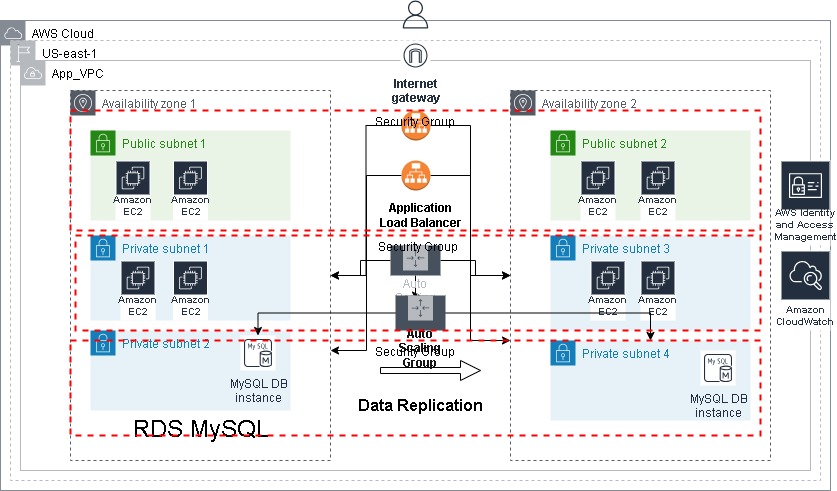 AWS Cloud
US-east-1
App_VPC
Internet
gateway
Availability zone 1
Availability zone 2
Security Group
Public subnet 1
Public subnet 2
Amazon
EC2
Amazon
EC2
Amazon
EC2
Amazon
EC2
Application
Load Balancer
AWS Identity
and Access
Management
Security Group
Private subnet 1
Private subnet 3
Amazon
EC2
Amazon
EC2
Auto
Amazon
EC2
Amazon
EC2
Amazon
CloudWatch
Auto
Scaling
Group
Security Group
Private subnet 2
Private subnet 4
My SQL
M
MySQL DB
instance
My SQL
M
MySQL DB
instance
Data Replication
RDS MySQL